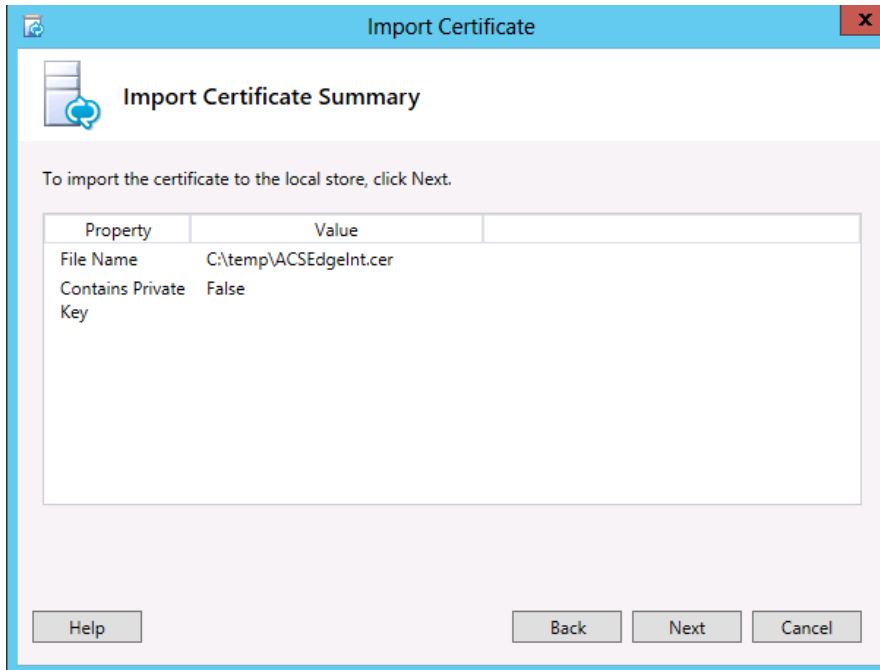 Import Certificate
x
Import Certificate Summary
To import the certificate to the local store, click Next.
Property Value
File Name C:\temp\ACSEdgeInt.cer
Contains Private False
Key
Help Back Next Cancel